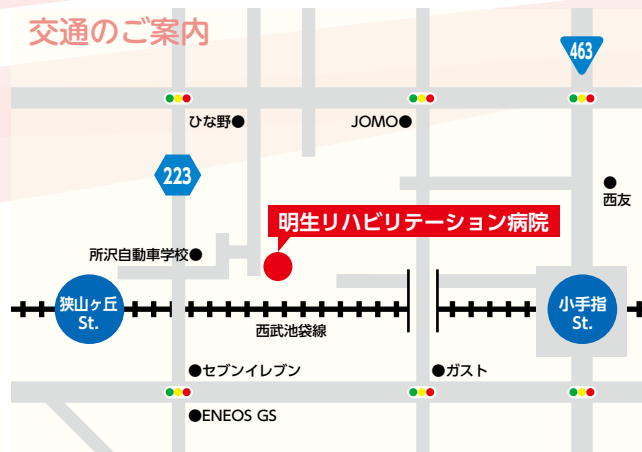 交通のご案内
463
ひな野
JOMO
223
西友
明生リハビリテーション病院
所沢自動車学校
狭山ヶ丘
St.
小手指
St.
西武池袋線
セブンイレブン
ガスト
ENEOS GS